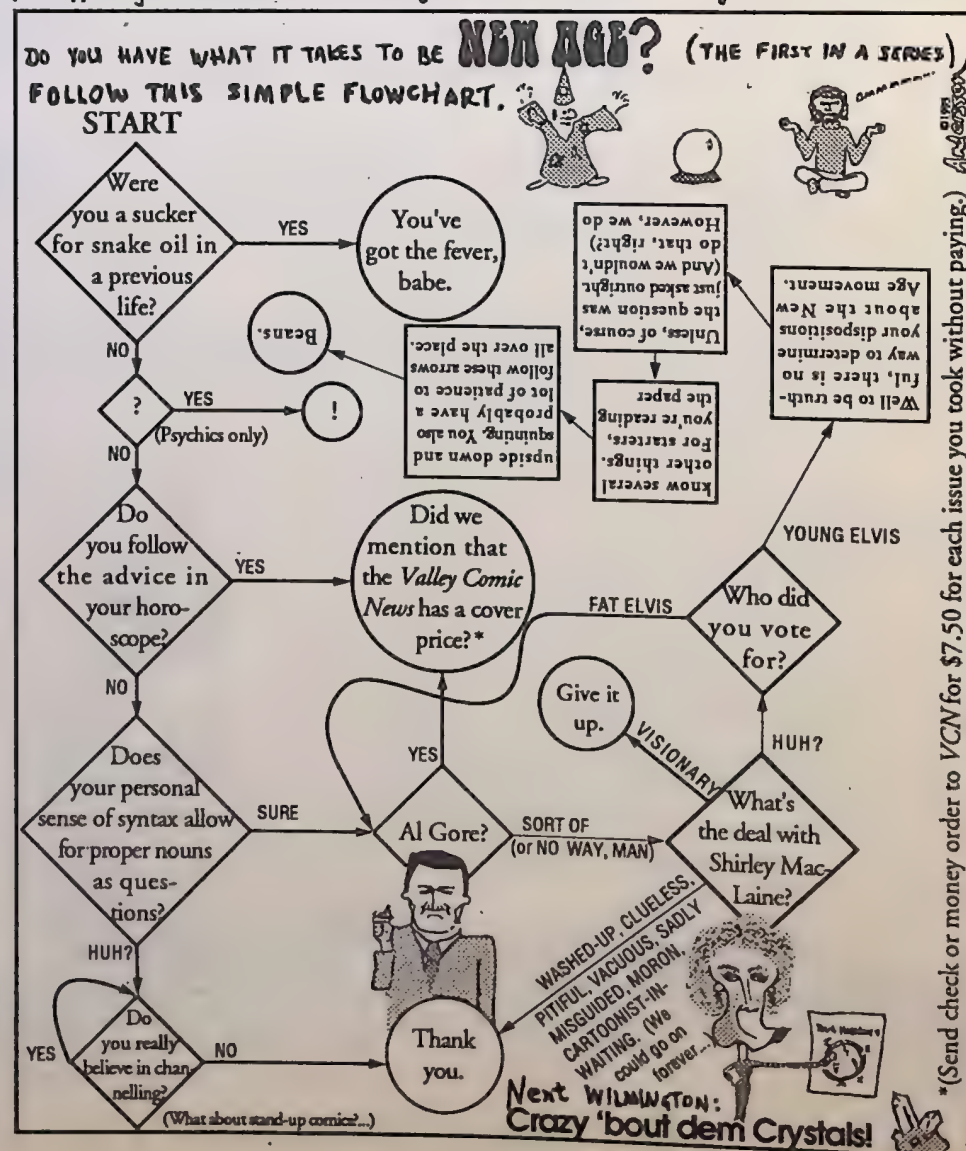 DO YOU HAVE WHAT IT TAKES TO BE NEW AGE? (THE FIRST IN A SERIES)
FOLLOW THIS SIMPLE FLOWCHART.
START
Were
you a sucker
for snake oil in
a previous
life?
YES
You've
got the fever,
babe.
NO
?
YES
(Psychics only)
!
NO
Do
you follow
the advice in
your horo-
scope?
YES
Did we
mention that
the Valley Comic
News has a cover
price?*
NO
Does
your personal
sense of syntax allow
for proper nouns
as ques-
tions?
SURE
Al Gore?
YES
SORT OF
(or NO WAY, MAN)
What's
the deal with
Shirley Mac-
Laine?
VISIONARY
Give it
up.
HUH?
Who did
you vote
for?
FAT ELVIS
YOUNG ELVIS
Well to be truth-
ful, there is no
way to determine
your dispositions
about the New
Age movement.
Unless, of course,
the question was
just asked outright.
(And we wouldn't
do that, right?)
However, we do
know several
other things.
For starters,
you're reading
the paper
upside down and
squinting. You also
probably have a
lot of patience to
follow these arrows
all over the place.
Beans.
WASHED-UP, CLUELESS,
PITIFUL, VACUOUS, SADLY
MISGUIDED, MORON,
CARTOONIST-IN-
WAITING. (We
could go on
forever...)
HUH?
Do
you really
believe in chan-
nelling?
YES
NO
Thank
you.
(What about stand-up comics?...)
Next WILMINGTON:
Crazy 'bout dem Crystals!
*(Send check or money order to VCN for $7.50 for each issue you took without paying.)